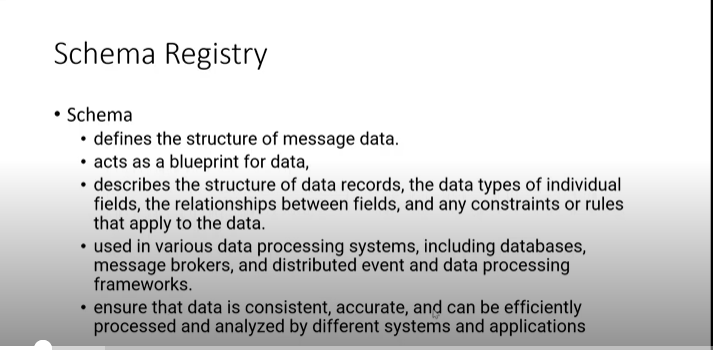 Schema Registry
• Schema
• defines the structure of message data.
• acts as a blueprint for data,
• describes the structure of data records, the data types of individual
fields, the relationships between fields, and any constraints or rules
that apply to the data.
• used in various data processing systems, including databases,
message brokers, and distributed event and data processing
frameworks.
• ensure that data is consistent, accurate, and can be efficiently
processed and analyzed by different systems and applications